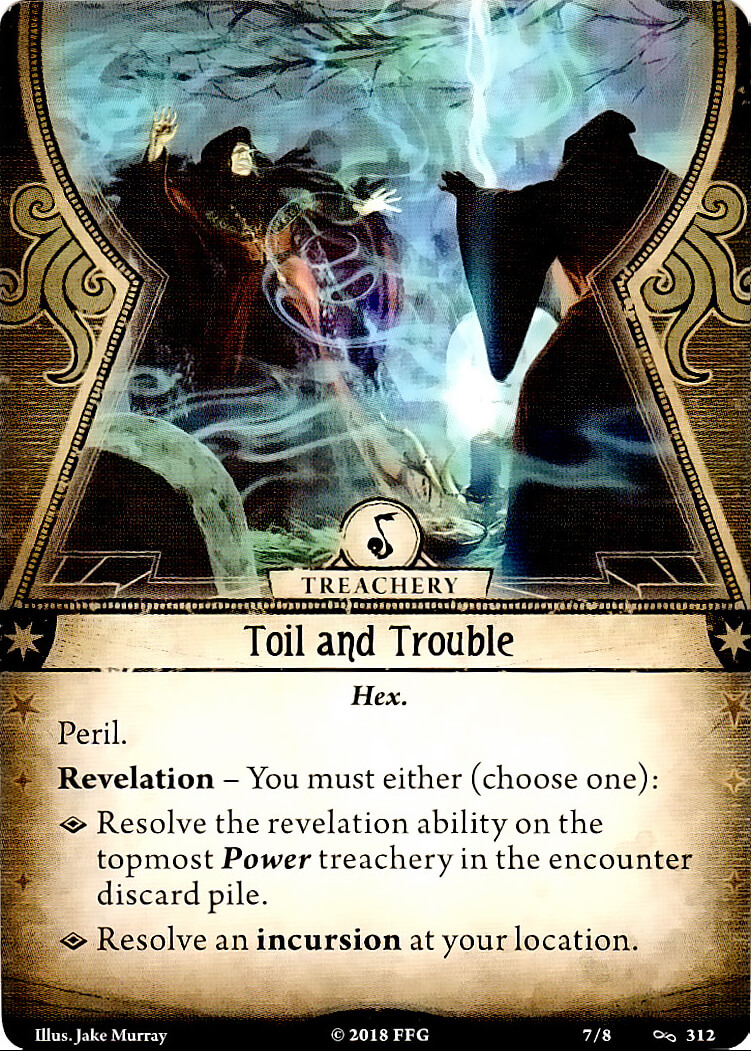 TREACHERY
Toil and Trouble
Hex.
Peril.
Revelation – You must either (choose one):
Resolve the revelation ability on the
topmost Power treachery in the encounter
discard pile.
Resolve an incursion at your location.
Illus. Jake Murray © 2018 FFG 7/8 312